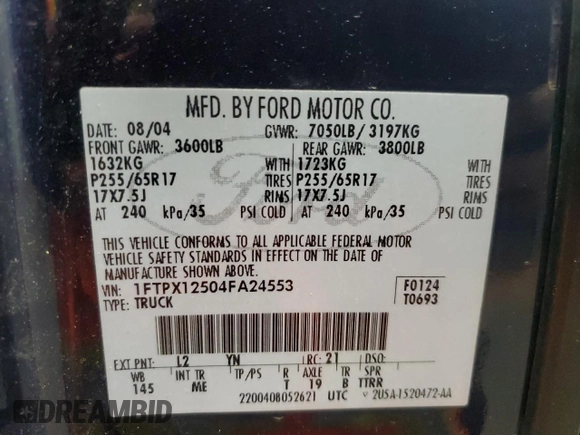 MFD. BY FORD MOTOR CO.
DATE: 08/04 GVWR: 7050LB/ 3197KG
FRONT GAWR: 3600LB REAR GAWR: 3800LB
1632KG WITH 1723KG WITH
P255/65R17 TIRES P255/65R17 TIRES
17X7.5J RIMS 17X7.5J RIMS
AT 240 kPa/35 PSI COLD AT 240 kPa/35 PSI COLD
THIS VEHICLE CONFORMS TO ALL APPLICABLE FEDERAL MOTOR
VEHICLE SAFETY STANDARDS IN EFFECT ON THE DATE OF
MANUFACTURE SHOWN ABOVE.
VIN: 1FTPX12504FA24553 F0124
TYPE: TRUCK T0693
EXT PNT: L2 YN RC: 21 DSO:
WB INT TR TP/PS R AXLE TR SPR
145 ME T 19 B TTRR
2200408052621 UTC 2U5A-1520472-AA
Ford
DREAMBID